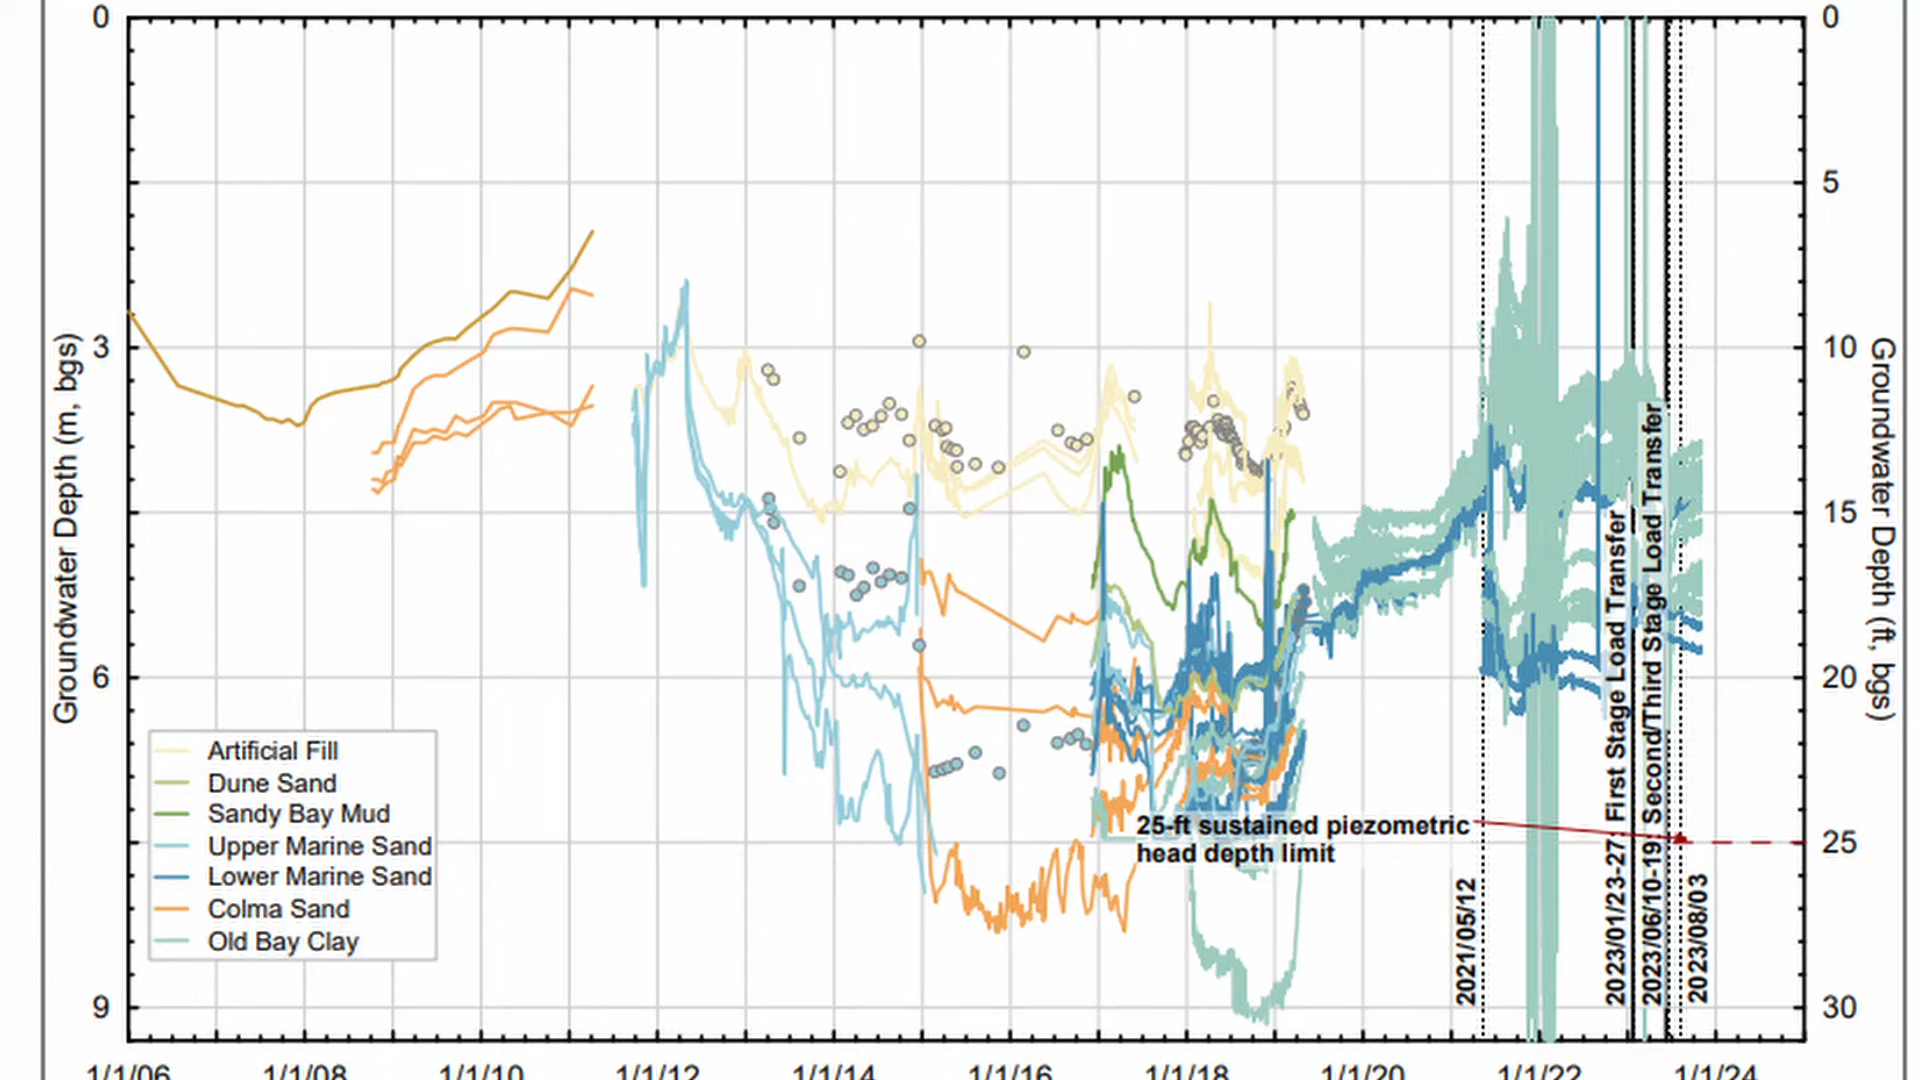 0
3
6
9
Groundwater Depth (m, bgs)
0
5
10
15
20
25
30
Groundwater Depth (ft, bgs)
Artificial Fill
Dune Sand
Sandy Bay Mud
Upper Marine Sand
Lower Marine Sand
Colma Sand
Old Bay Clay
25-ft sustained piezometric
head depth limit
2021/05/12
2023/01/23-27: First Stage Load Transfer
2023/06/10-19: Second/Third Stage Load Transfer
2023/08/03
1/1/06
1/1/08
1/1/10
1/1/12
1/1/14
1/1/16
1/1/18
1/1/20
1/1/22
1/1/24